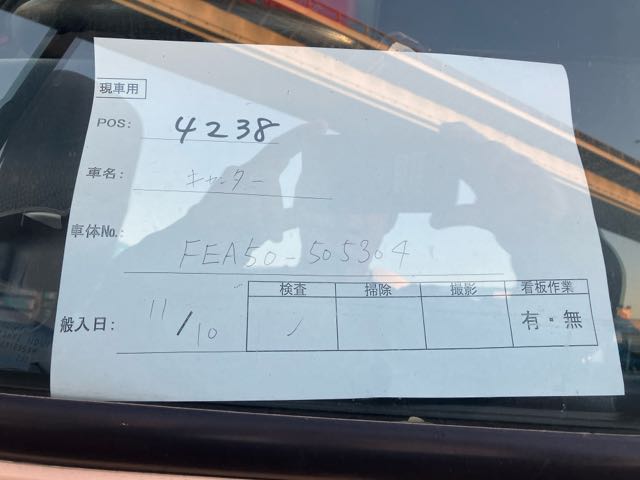 現車用
POS: 4238
車名: キャンター
車体No.: FEA50-505304
般入日: 11/10
検査 掃除 撮影 看板作業
✓ 有・無